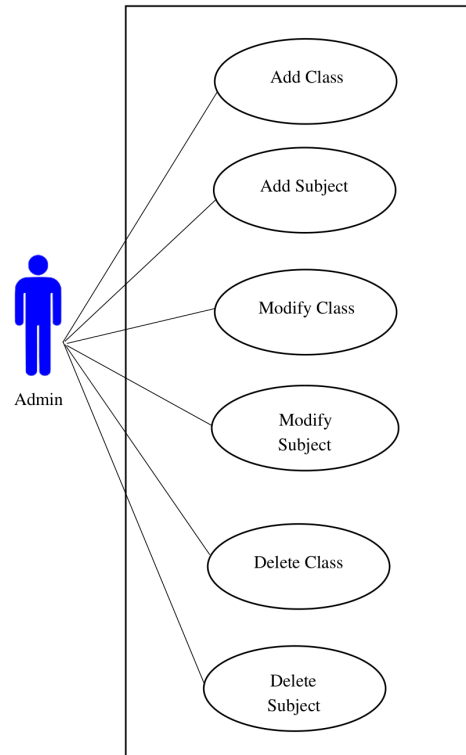 Add Class
Add Subject
Modify Class
Admin
Modify
Subject
Delete Class
Delete
Subject